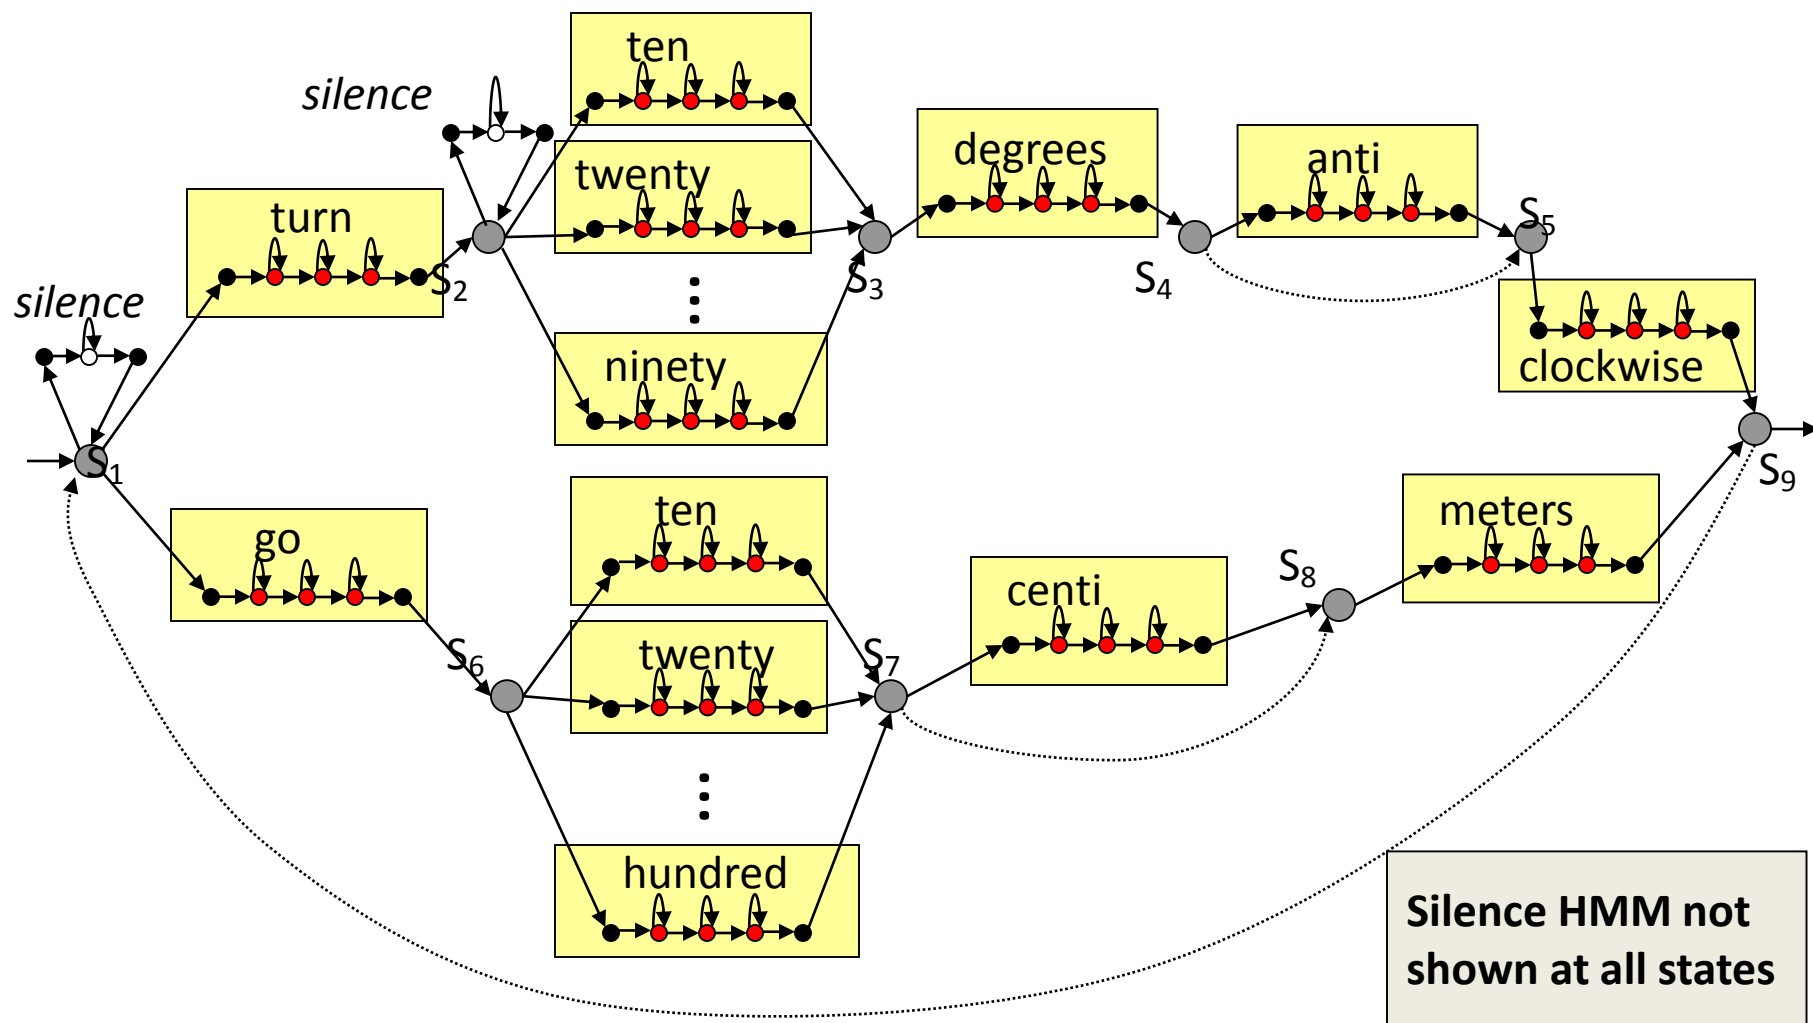 ten
silence
twenty
degrees
anti
turn
S5
S2
S3
S4
silence
ninety
clockwise
S1
S9
ten
meters
go
S8
centi
S6
twenty
S7
hundred
Silence HMM not
shown at all states